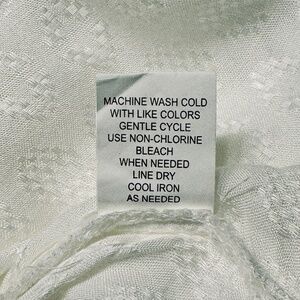 MACHINE WASH COLD
WITH LIKE COLORS
GENTLE CYCLE
USE NON-CHLORINE
BLEACH
WHEN NEEDED
LINE DRY
COOL IRON
AS NEEDED